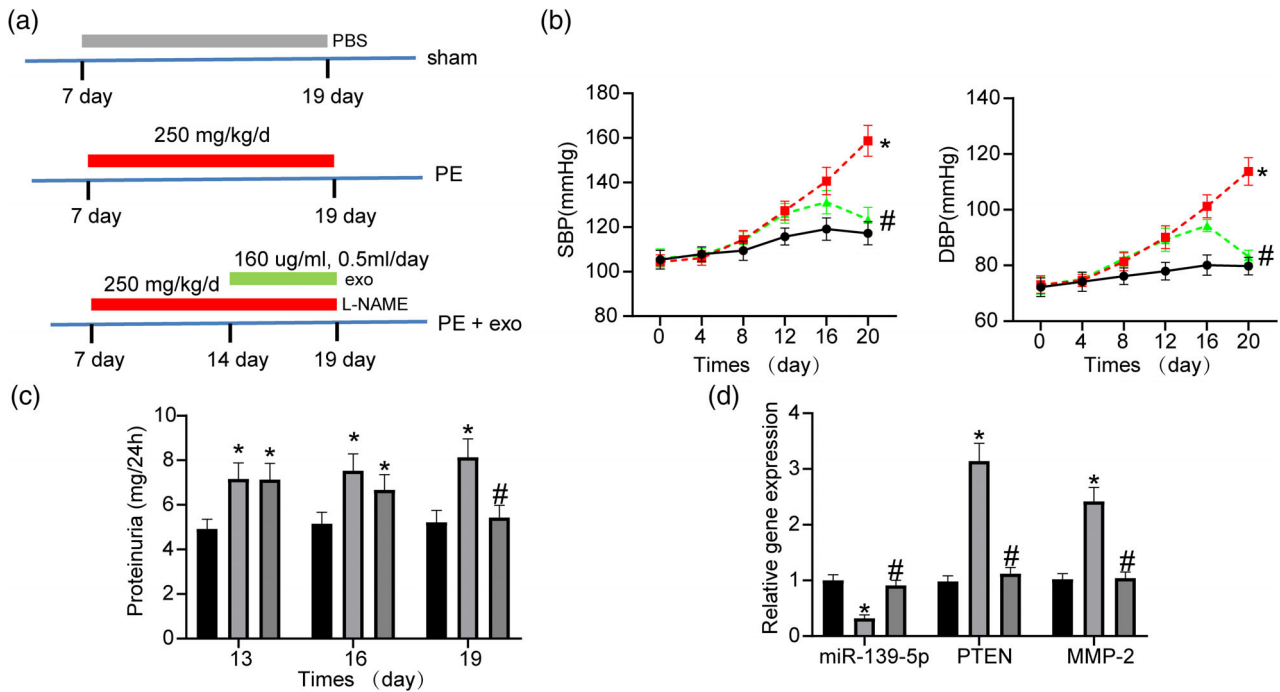 (a)
PBS
sham
7 day 19 day
250 mg/kg/d
PE
7 day 19 day
160 ug/ml, 0.5ml/day
250 mg/kg/d exo
L-NAME
PE + exo
7 day 14 day 19 day
(b)
SBP(mmHg)
180
160
140
120
100
80
*
#
0 4 8 12 16 20
Times （day）
DBP(mmHg)
140
120
100
80
60
*
#
0 4 8 12 16 20
Times （day）
(c)
Proteinuria (mg/24h)
10
8
6
4
2
0
* * * * * #
13 16 19
Times （day）
(d)
Relative gene expression
4
3
2
1
0
* # * # * #
miR-139-5p PTEN MMP-2